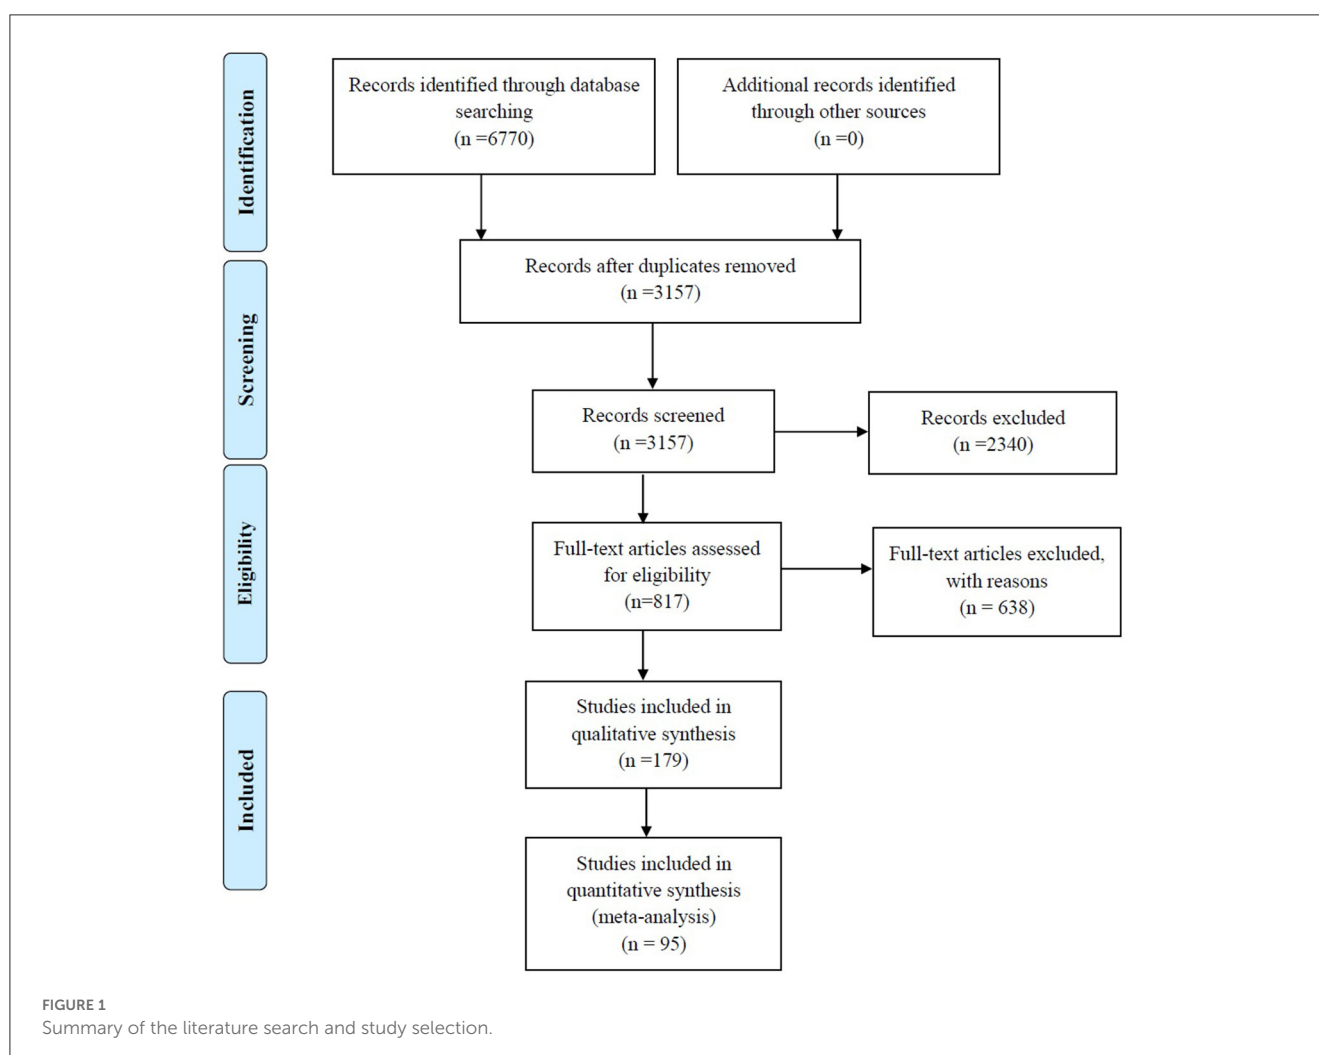 Identification
Records identified through database
searching
(n =6770)
Additional records identified
through other sources
(n =0)
Records after duplicates removed
(n =3157)
Screening
Records screened
(n =3157)
Records excluded
(n =2340)
Eligibility
Full-text articles assessed
for eligibility
(n=817)
Full-text articles excluded,
with reasons
(n = 638)
Included
Studies included in
qualitative synthesis
(n =179)
Studies included in
quantitative synthesis
(meta-analysis)
(n = 95)
FIGURE 1
Summary of the literature search and study selection.